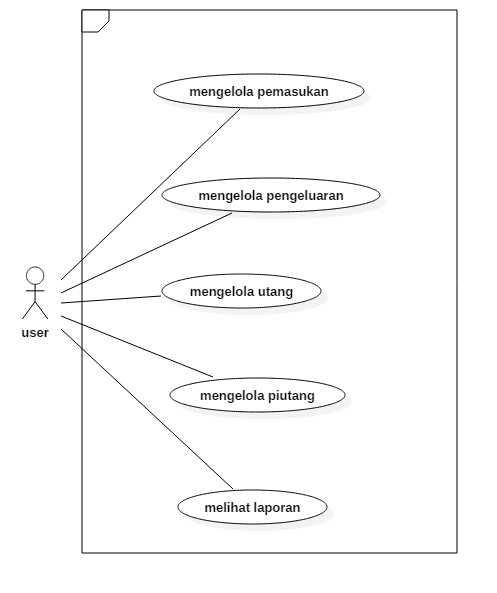 mengelola pemasukan
mengelola pengeluaran
mengelola utang
user
mengelola piutang
melihat laporan